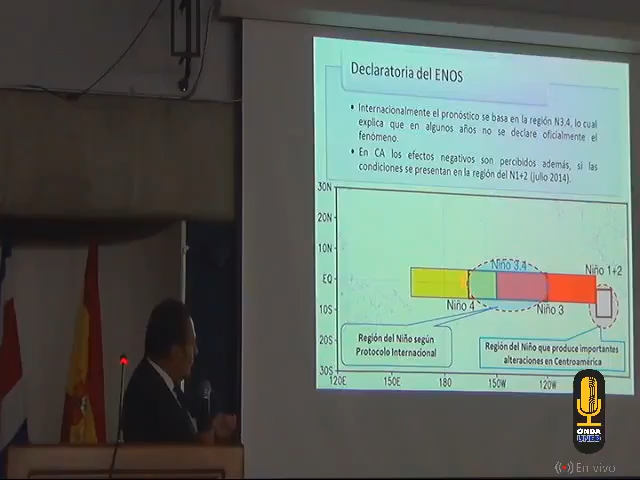 Declaratoria del ENOS
• Internacionalmente el pronóstico se basa en la región N3.4, lo cual
explica que en algunos años no se declare oficialmente el
fenómeno.
• En CA los efectos negativos son percibidos además, si las
condiciones se presentan en la región del N1+2 (julio 2014).
30N
20N
10N
EQ
10S
20S
30S
Niño 3.4
Niño 1+2
Niño 4
Niño 3
Región del Niño según
Protocolo Internacional
Región del Niño que produce importantes
alteraciones en Centroamérica
120E
150E
180
150W
120W
ONDA
UNED
En vivo